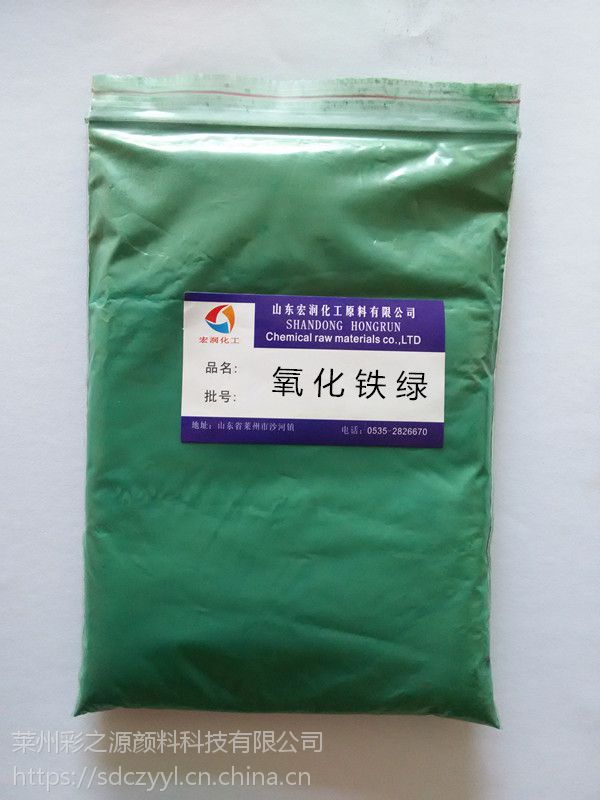 山东宏润化工原料有限公司
SHANDONG HONGRUN
Chemical raw materials co.,LTD
宏润化工
品名:
氧化铁绿
批号:
地址: 山东省莱州市沙河镇
电话: 0535-2826670
莱州彩之源颜料科技有限公司
https://sdczyyl.cn.china.cn